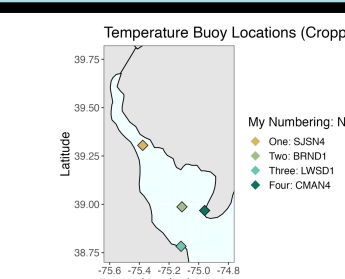 Temperature Buoy Locations (Cropp
39.75
39.50
39.25
39.00
38.75
Latitude
-75.6 -75.4 -75.2 -75.0 -74.8
My Numbering: N
One: SJSN4
Two: BRND1
Three: LWSD1
Four: CMAN4